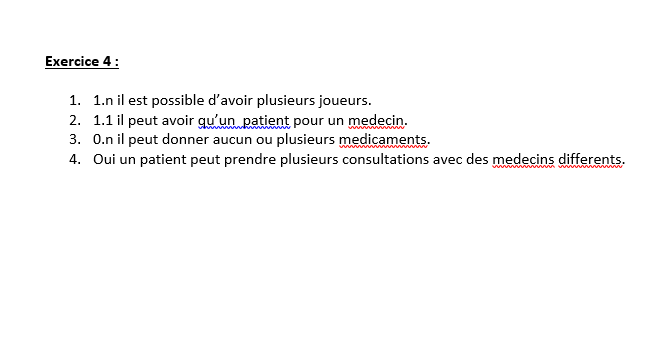 Exercice 4 :
1. 1.n il est possible d’avoir plusieurs joueurs.
2. 1.1 il peut avoir qu’un patient pour un medecin.
3. 0.n il peut donner aucun ou plusieurs medicaments.
4. Oui un patient peut prendre plusieurs consultations avec des medecins differents.